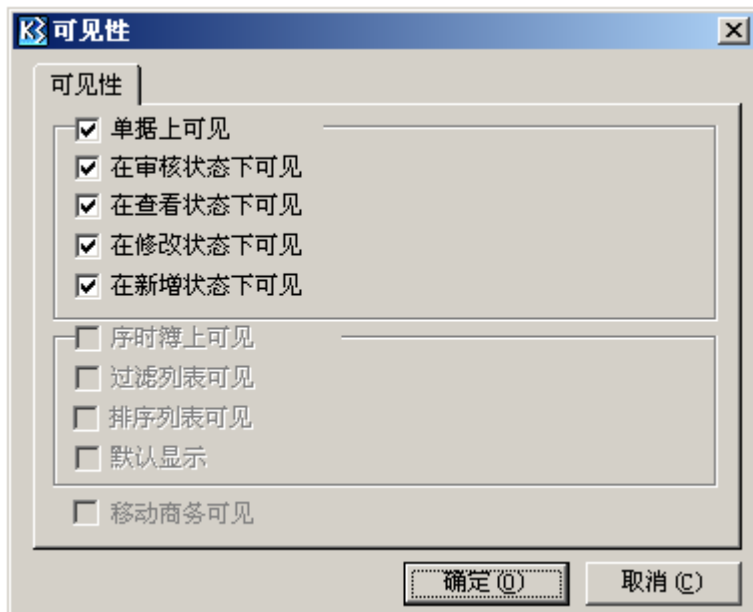 K3 可见性
可见性
单据上可见
在审核状态下可见
在查看状态下可见
在修改状态下可见
在新增状态下可见
序时簿上可见
过滤列表可见
排序列表可见
默认显示
移动商务可见
确定(O) 取消(C)